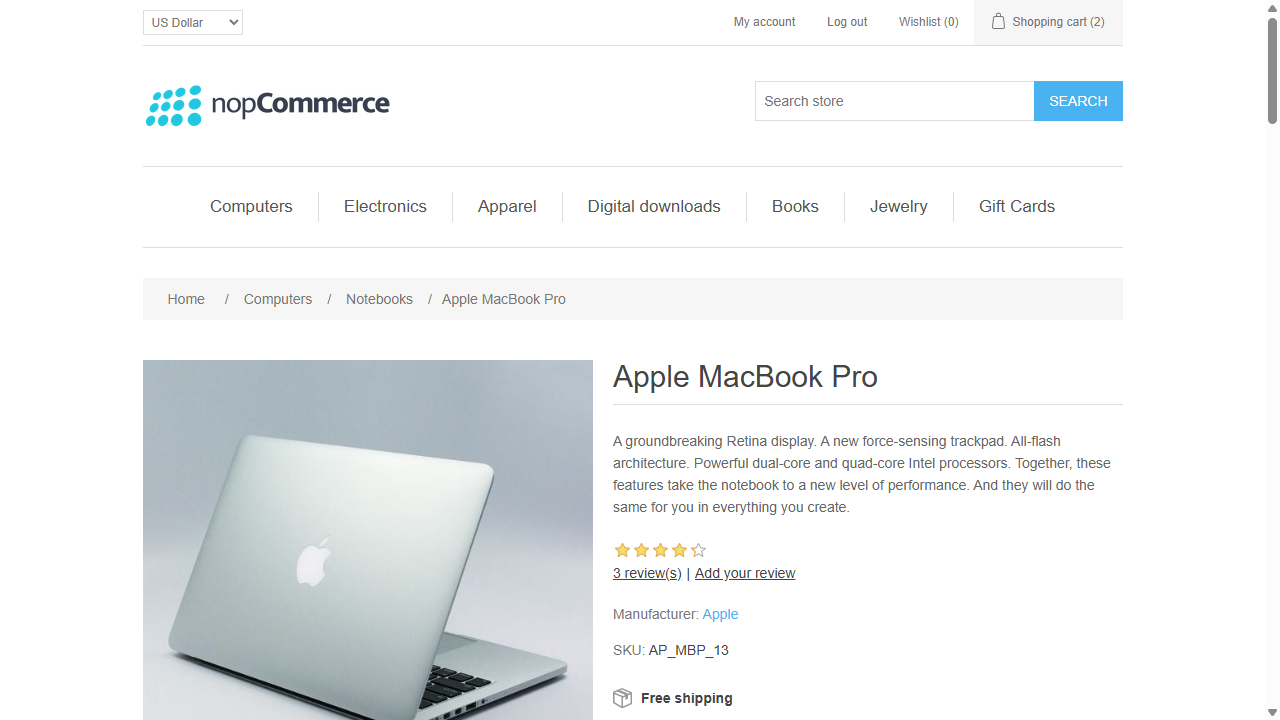 US Dollar
My account
Log out
Wishlist (0)
Shopping cart (2)
nopCommerce
Search store
SEARCH
Computers
Electronics
Apparel
Digital downloads
Books
Jewelry
Gift Cards
Home / Computers / Notebooks / Apple MacBook Pro
Apple MacBook Pro
A groundbreaking Retina display. A new force-sensing trackpad. All-flash
architecture. Powerful dual-core and quad-core Intel processors. Together, these
features take the notebook to a new level of performance. And they will do the
same for you in everything you create.
3 review(s) | Add your review
Manufacturer: Apple
SKU: AP_MBP_13
Free shipping